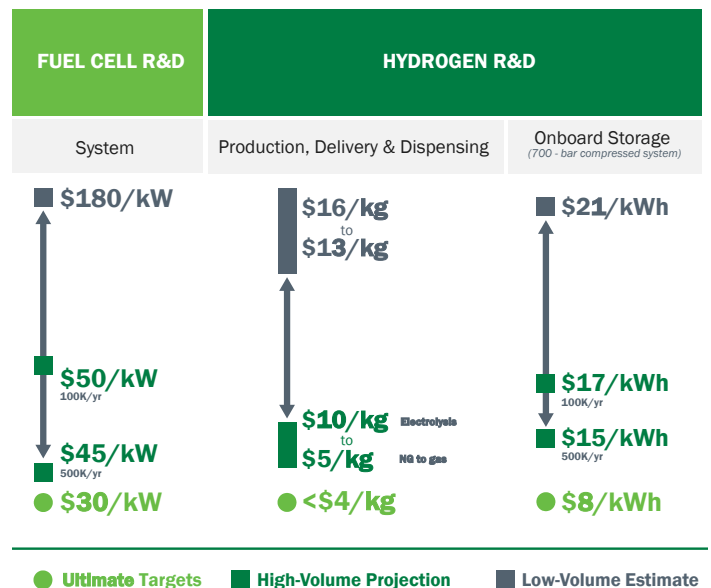 FUEL CELL R&D
HYDROGEN R&D
System
Production, Delivery & Dispensing
Onboard Storage
(700 - bar compressed system)
$180/kW
$50/kW
100K/yr
$45/kW
500K/yr
$30/kW
$16/kg
to
$13/kg
$10/kg Electrolysis
to
$5/kg NG to gas
<$4/kg
$21/kWh
$17/kWh
100K/yr
$15/kWh
500K/yr
$8/kWh
Ultimate Targets
High-Volume Projection
Low-Volume Estimate